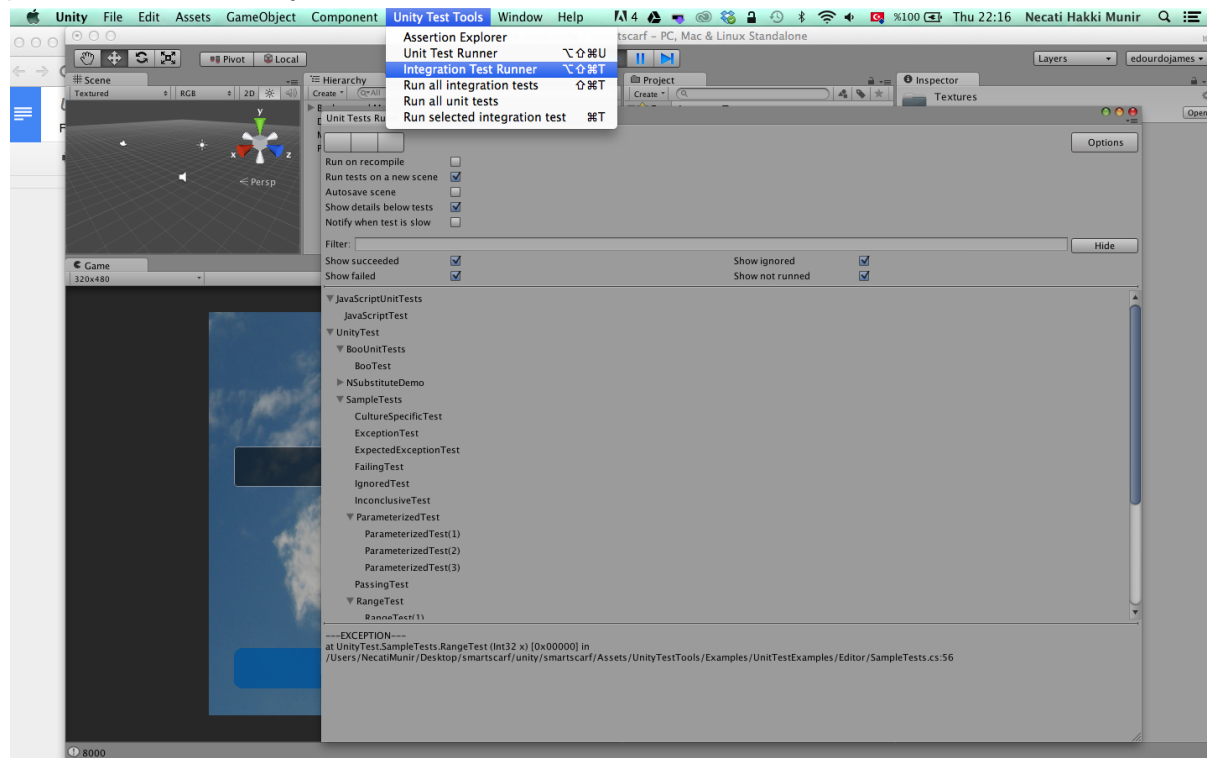 Unity File Edit Assets GameObject Component Unity Test Tools Window Help 4 %100 Thu 22:16 Necati Hakki Munir
tscarf – PC, Mac & Linux Standalone
Assertion Explorer
Unit Test Runner ⌥⇧⌘U
Integration Test Runner ⌥⇧⌘T
Run all integration tests ⇧⌘T
Run all unit tests
Run selected integration test ⌘T
Pivot Local Layers edourdojames
Scene Hierarchy Project Inspector
Textured RGB 2D Create All Create Textures
Open
y
x z
Persp
Unit Tests Ru
Options
Run on recompile
Run tests on a new scene
Autosave scene
Show details below tests
Notify when test is slow
Filter: Hide
Show succeeded Show ignored
Show failed Show not runned
Game
320x480
JavaScriptUnitTests
JavaScriptTest
UnityTest
BooUnitTests
BooTest
NSubstituteDemo
SampleTests
CultureSpecificTest
ExceptionTest
ExpectedExceptionTest
FailingTest
IgnoredTest
InconclusiveTest
ParameterizedTest
ParameterizedTest(1)
ParameterizedTest(2)
ParameterizedTest(3)
PassingTest
RangeTest
RangeTest(1)
---EXCEPTION---
at UnityTest.SampleTests.RangeTest (Int32 x) [0x00000] in
/Users/NecatiMunir/Desktop/smartscarf/unity/smartscarf/Assets/UnityTestTools/Examples/UnitTestExamples/Editor/SampleTests.cs:56
8000